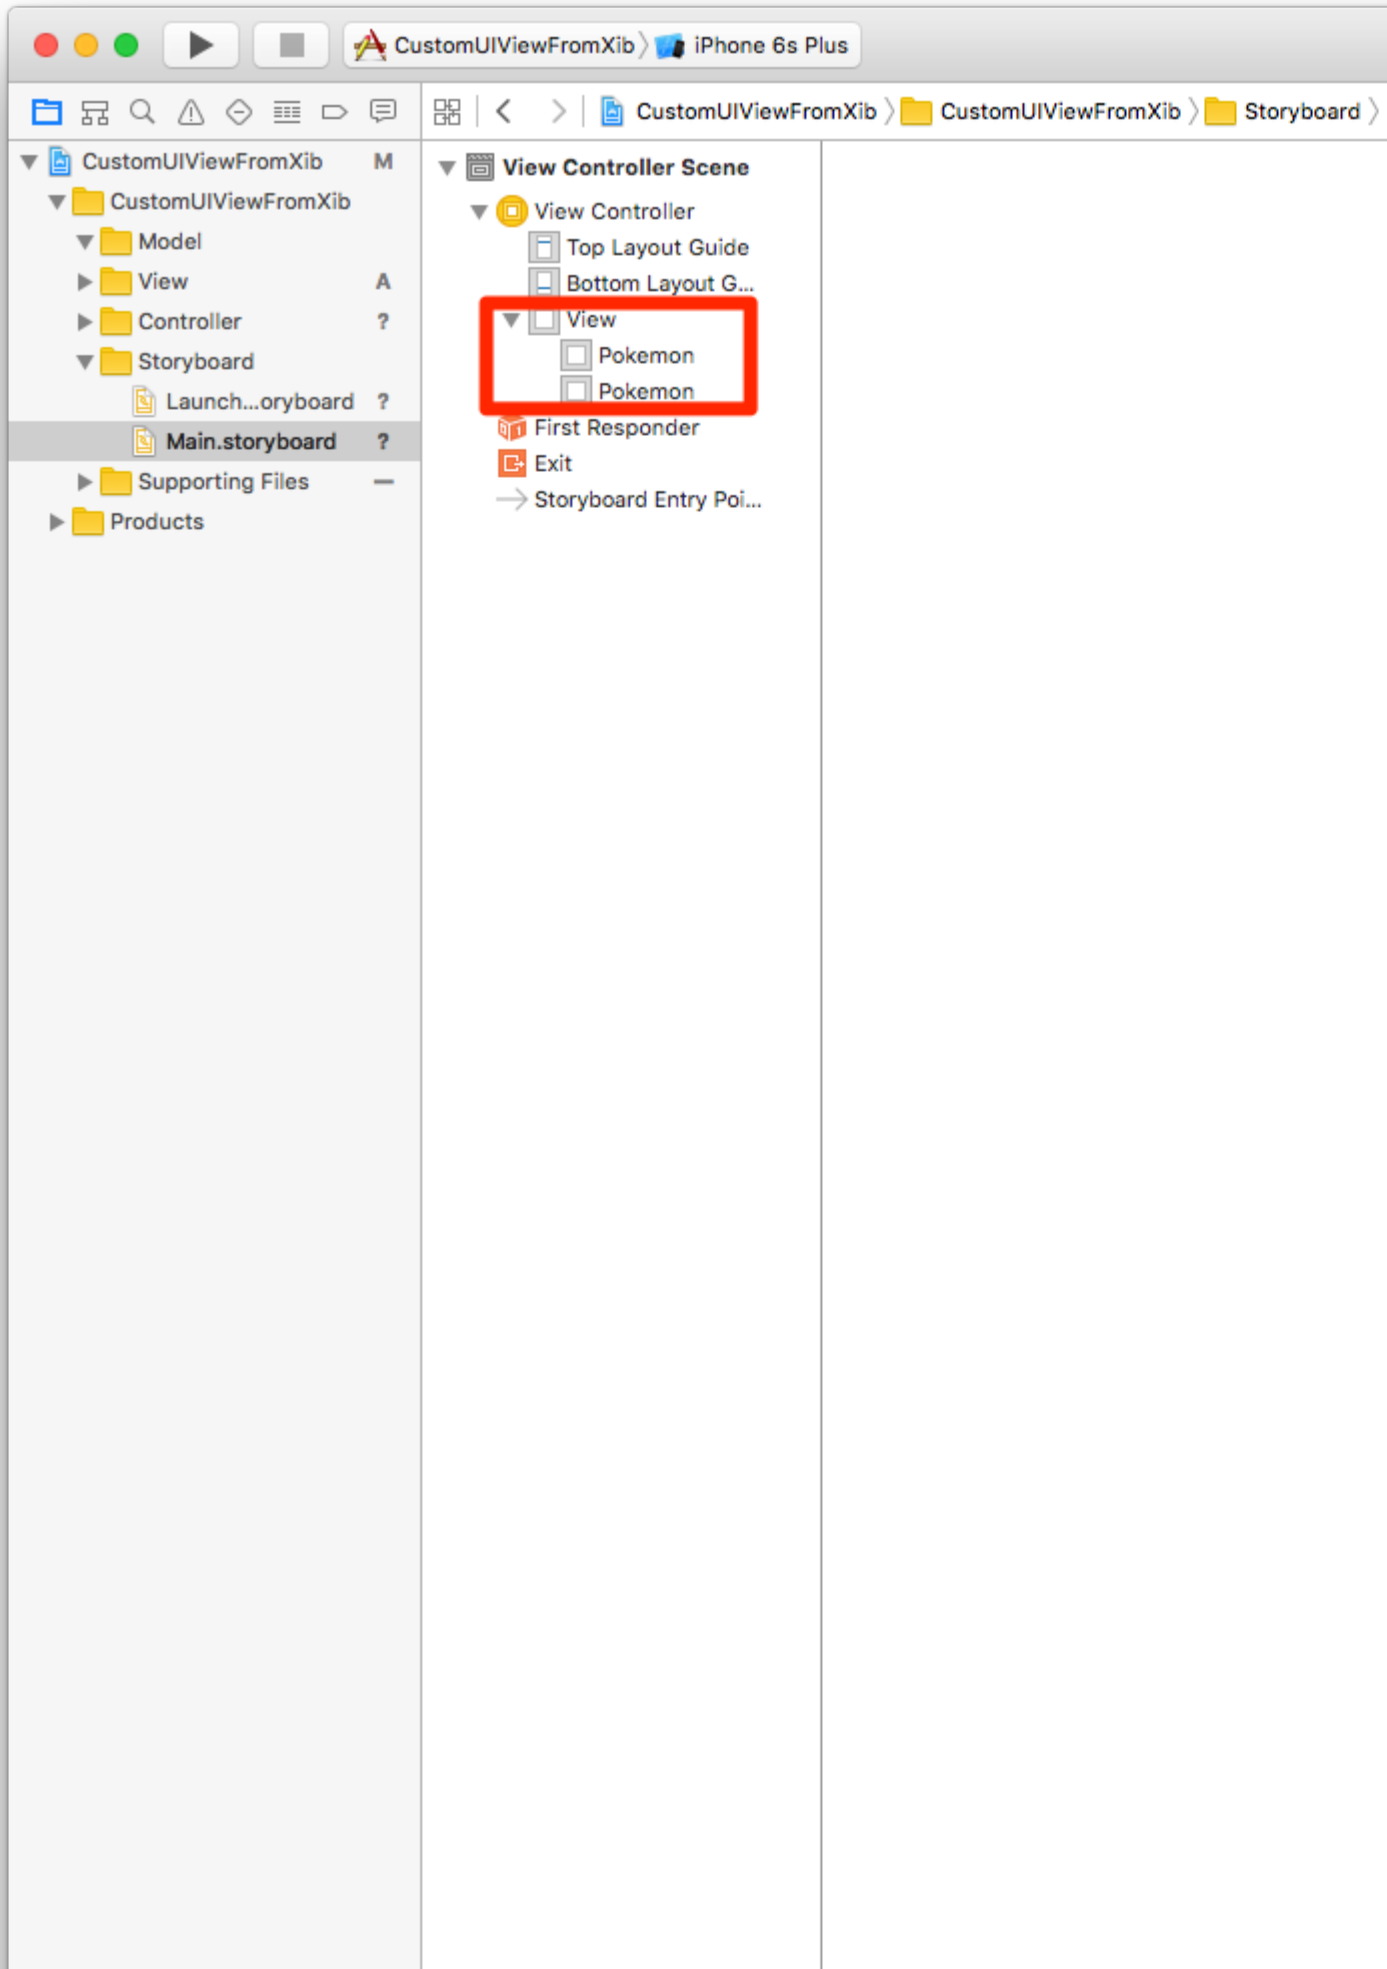 CustomUIViewFromXib iPhone 6s Plus
CustomUIViewFromXib CustomUIViewFromXib Storyboard
CustomUIViewFromXib M
CustomUIViewFromXib
Model
View A
Controller ?
Storyboard
Launch...oryboard ?
Main.storyboard ?
Supporting Files —
Products
View Controller Scene
View Controller
Top Layout Guide
Bottom Layout G...
View
Pokemon
Pokemon
First Responder
Exit
Storyboard Entry Poi...